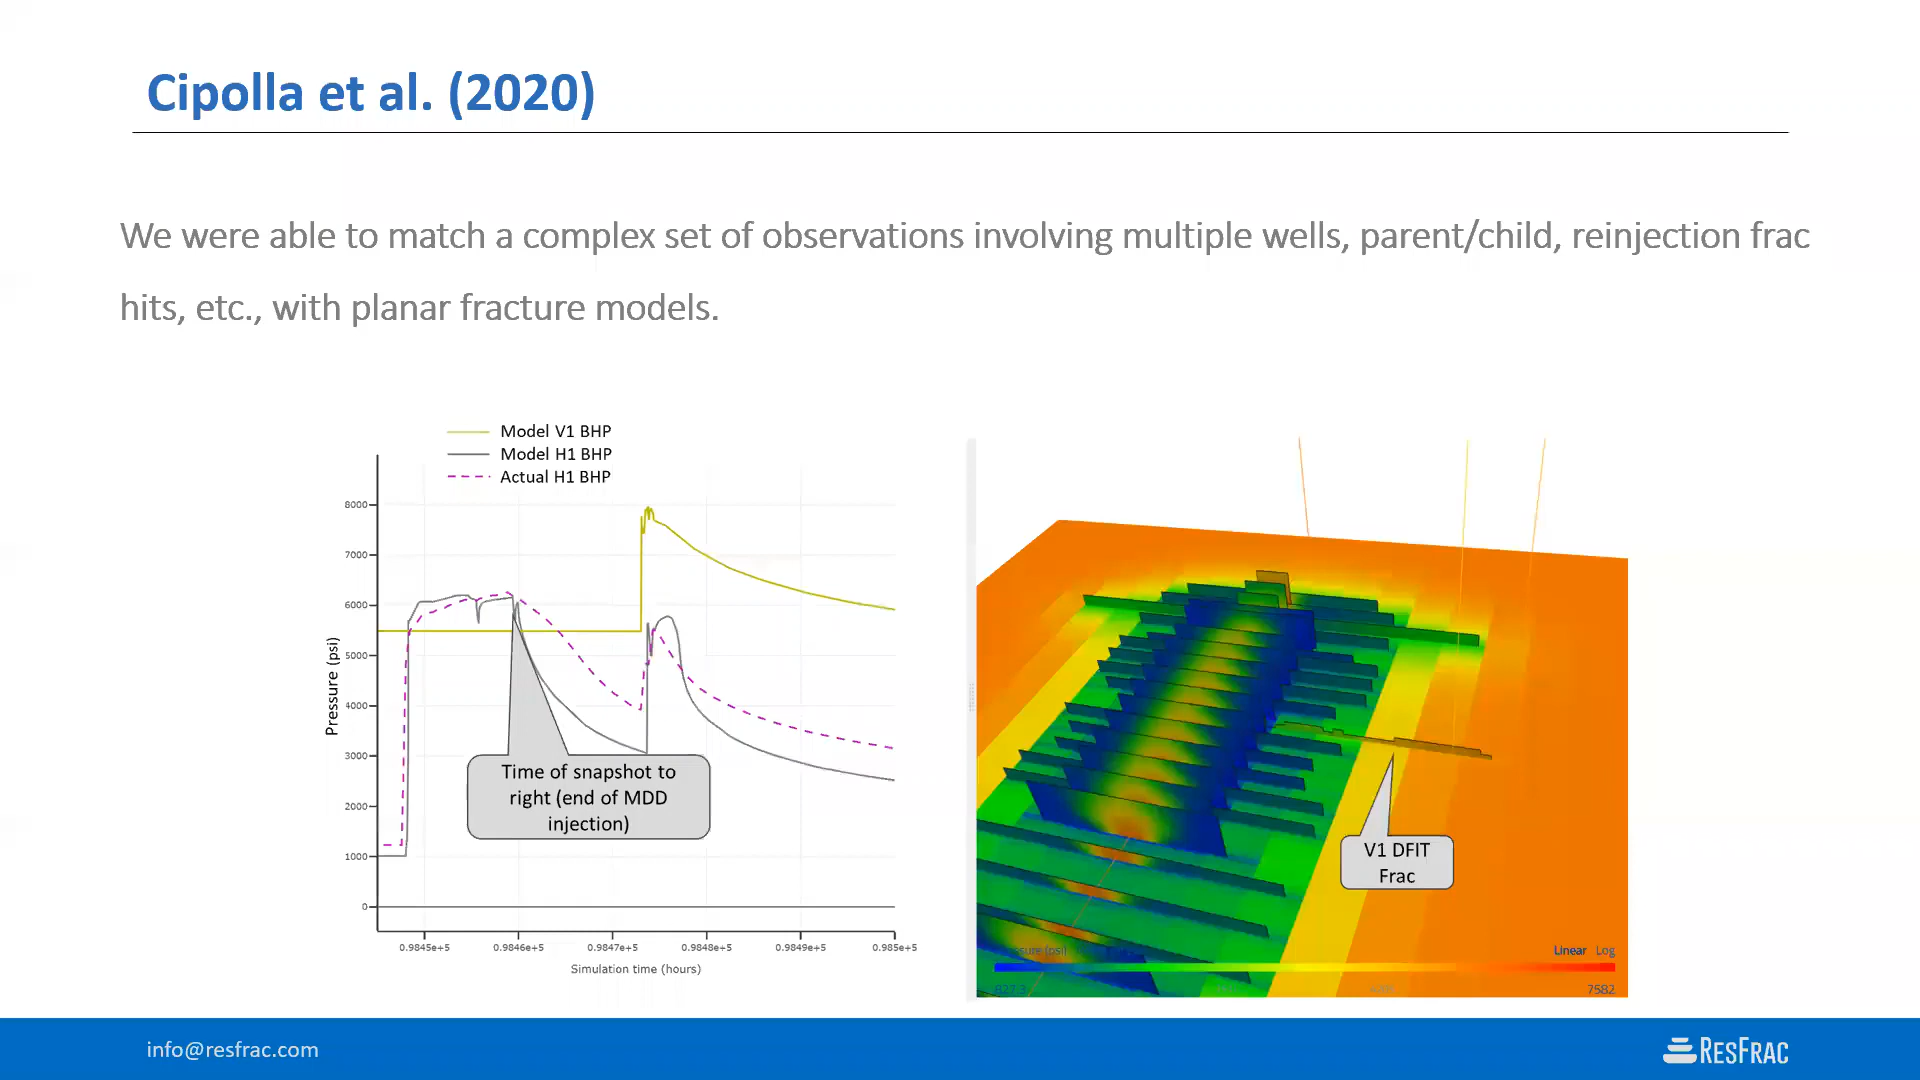 Cipolla et al. (2020)
We were able to match a complex set of observations involving multiple wells, parent/child, reinjection frac
hits, etc., with planar fracture models.
Model V1 BHP
Model H1 BHP
Actual H1 BHP
8000
7000
6000
5000
4000
3000
2000
1000
0
Pressure (psi)
Time of snapshot to
right (end of MDD
injection)
0.9845e+5 0.9846e+5 0.9847e+5 0.9848e+5 0.9849e+5 0.985e+5
Simulation time (hours)
V1 DFIT
Frac
(psi)
Linear Log
827.3
7582
info@resfrac.com
RESFRAC